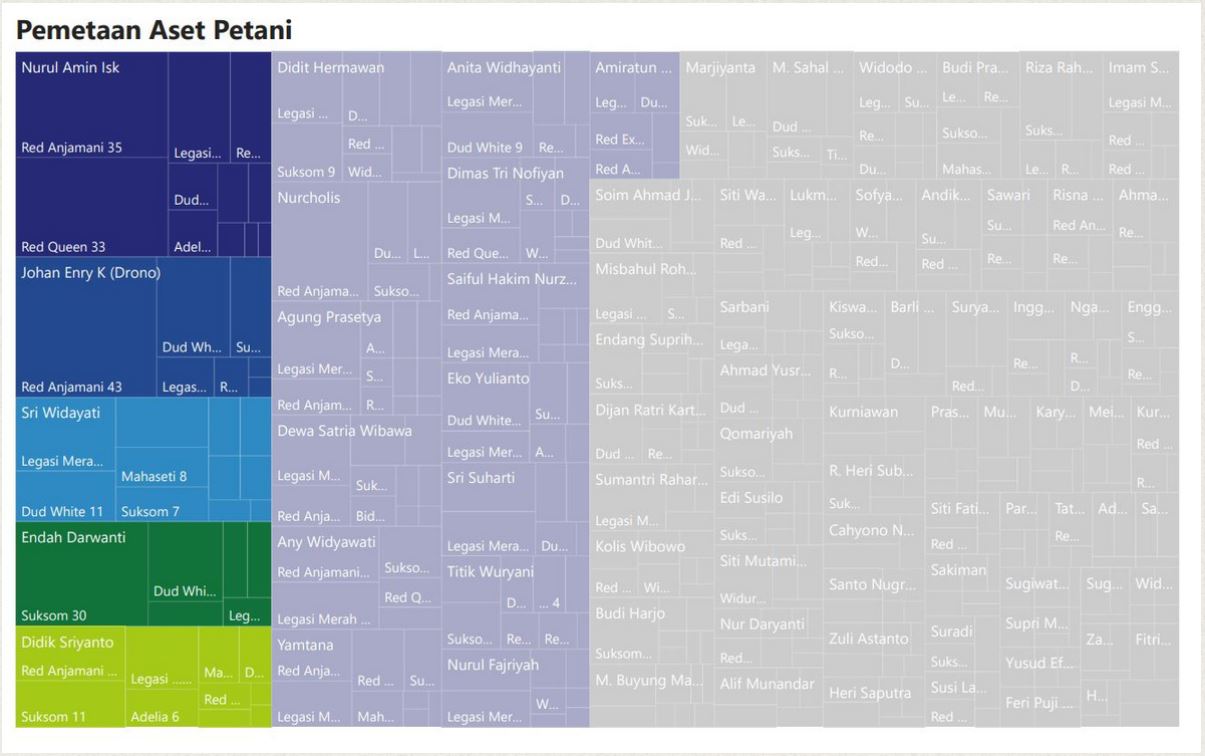 Pemetaan Aset Petani
Nurul Amin Isk
Red Anjamani 35
Legasi...
Re...
Dud...
Red Queen 33
Adel...
Johan Enry K (Drono)
Dud Wh...
Su...
Red Anjamani 43
Legas...
R...
Sri Widayati
Legasi Mera...
Mahaseti 8
Dud White 11
Suksom 7
Endah Darwanti
Dud Whi...
Suksom 30
Leg...
Didik Sriyanto
Red Anjamani ...
Legasi ......
Ma...
D...
Red ...
Suksom 11
Adelia 6
Didit Hermawan
Legasi ...
D...
Red ...
Suksom 9
Wid...
Nurcholis
Du...
L...
Red Anjama...
Sukso...
Agung Prasetya
A...
Legasi Mer...
S...
Red Anjam...
R...
Dewa Satria Wibawa
Legasi M...
Suk...
Red Anja...
Bid...
Any Widyawati
Red Anjamani...
Sukso...
Red Q...
Legasi Merah ...
Yamtana
Red Anja...
Red ...
Su...
Legasi M...
Mah...
Anita Widhayanti
Legasi Mer...
Dud White 9
Re...
Dimas Tri Nofiyan
S...
D...
Legasi M...
Red Que...
W...
Saiful Hakim Nurz...
Red Anjama...
Legasi Mera...
Eko Yulianto
Dud White...
Su...
Legasi Mer...
A...
Sri Suharti
Legasi Mera...
Du...
Titik Wuryani
D...
... 4
Sukso...
Re...
Re...
Nurul Fajriyah
W...
Legasi Mer...
Amiratun ...
Leg...
Du...
Red Ex...
Red A...
Marjiyanta
Suk...
Le...
Wid...
M. Sahal ...
Dud ...
Suks...
Ti...
Widodo ...
Leg...
Su...
Re...
Du...
Budi Pra...
Le...
Re...
Sukso...
Mahas...
Riza Rah...
Suks...
Le...
R...
Imam S...
Legasi M...
Red ...
Red ...
Soim Ahmad J...
Dud Whit...
Misbahul Roh...
Legasi ...
S...
Endang Suprih...
Suks...
Dijan Ratri Kart...
Dud ...
Re...
Sumantri Rahar...
Legasi M...
Kolis Wibowo
Red ...
Wi...
Budi Harjo
Suksom...
M. Buyung Ma...
Siti Wa...
Red ...
Lukm...
Leg...
Sofya...
W...
Red...
Andik...
Su...
Red ...
Sawari
Su...
Re...
Risna ...
Red An...
Re...
Ahma...
Re...
Sarbani
Lega...
Ahmad Yusr...
Dud ...
Qomariyah
Sukso...
Edi Susilo
Suks...
Siti Mutami...
Widur...
Nur Daryanti
Red...
Alif Munandar
Kiswa...
Sukso...
R...
Barli ...
D...
Surya...
Red...
Ingg...
Re...
Nga...
R...
D...
Engg...
S...
Re...
Kurniawan
R. Heri Sub...
Suk...
Cahyono N...
Santo Nugr...
Zuli Astanto
Heri Saputra
Pras...
Mu...
Kary...
Mei...
Kur...
Red ...
R...
Siti Fati...
Red ...
Par...
Tat...
Re...
Ad...
Sa...
Sakiman
Suradi
Suks...
Susi La...
Red ...
Sugiwat...
Sug...
Wid...
Supri M...
Za...
Fitri...
Yusud Ef...
Feri Puji ...
H...